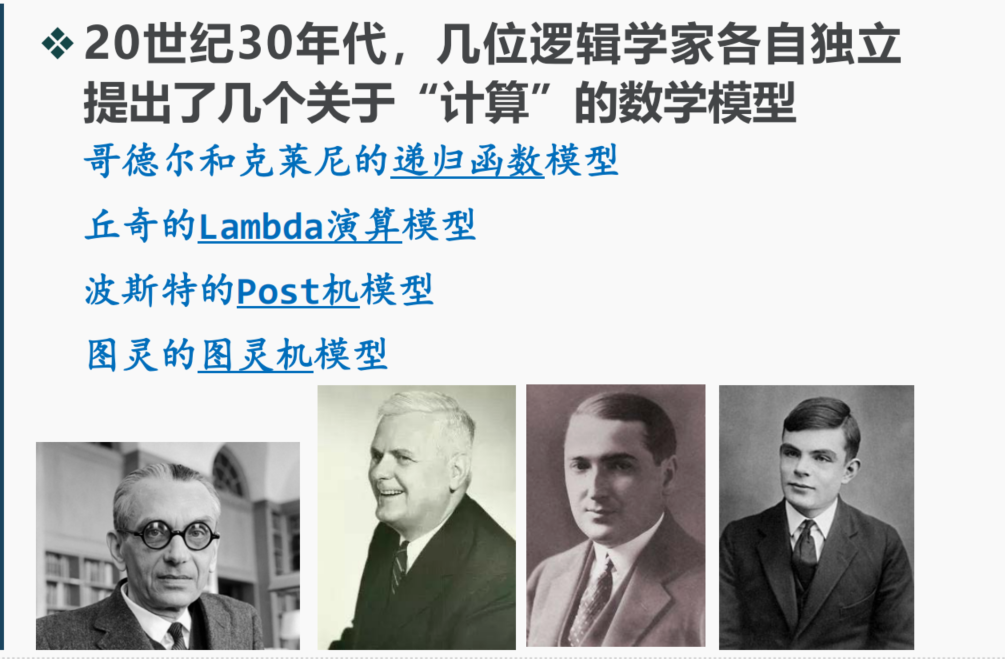 20世纪30年代，几位逻辑学家各自独立
提出了几个关于“计算”的数学模型
哥德尔和克莱尼的递归函数模型
丘奇的Lambda演算模型
波斯特的Post机模型
图灵的图灵机模型